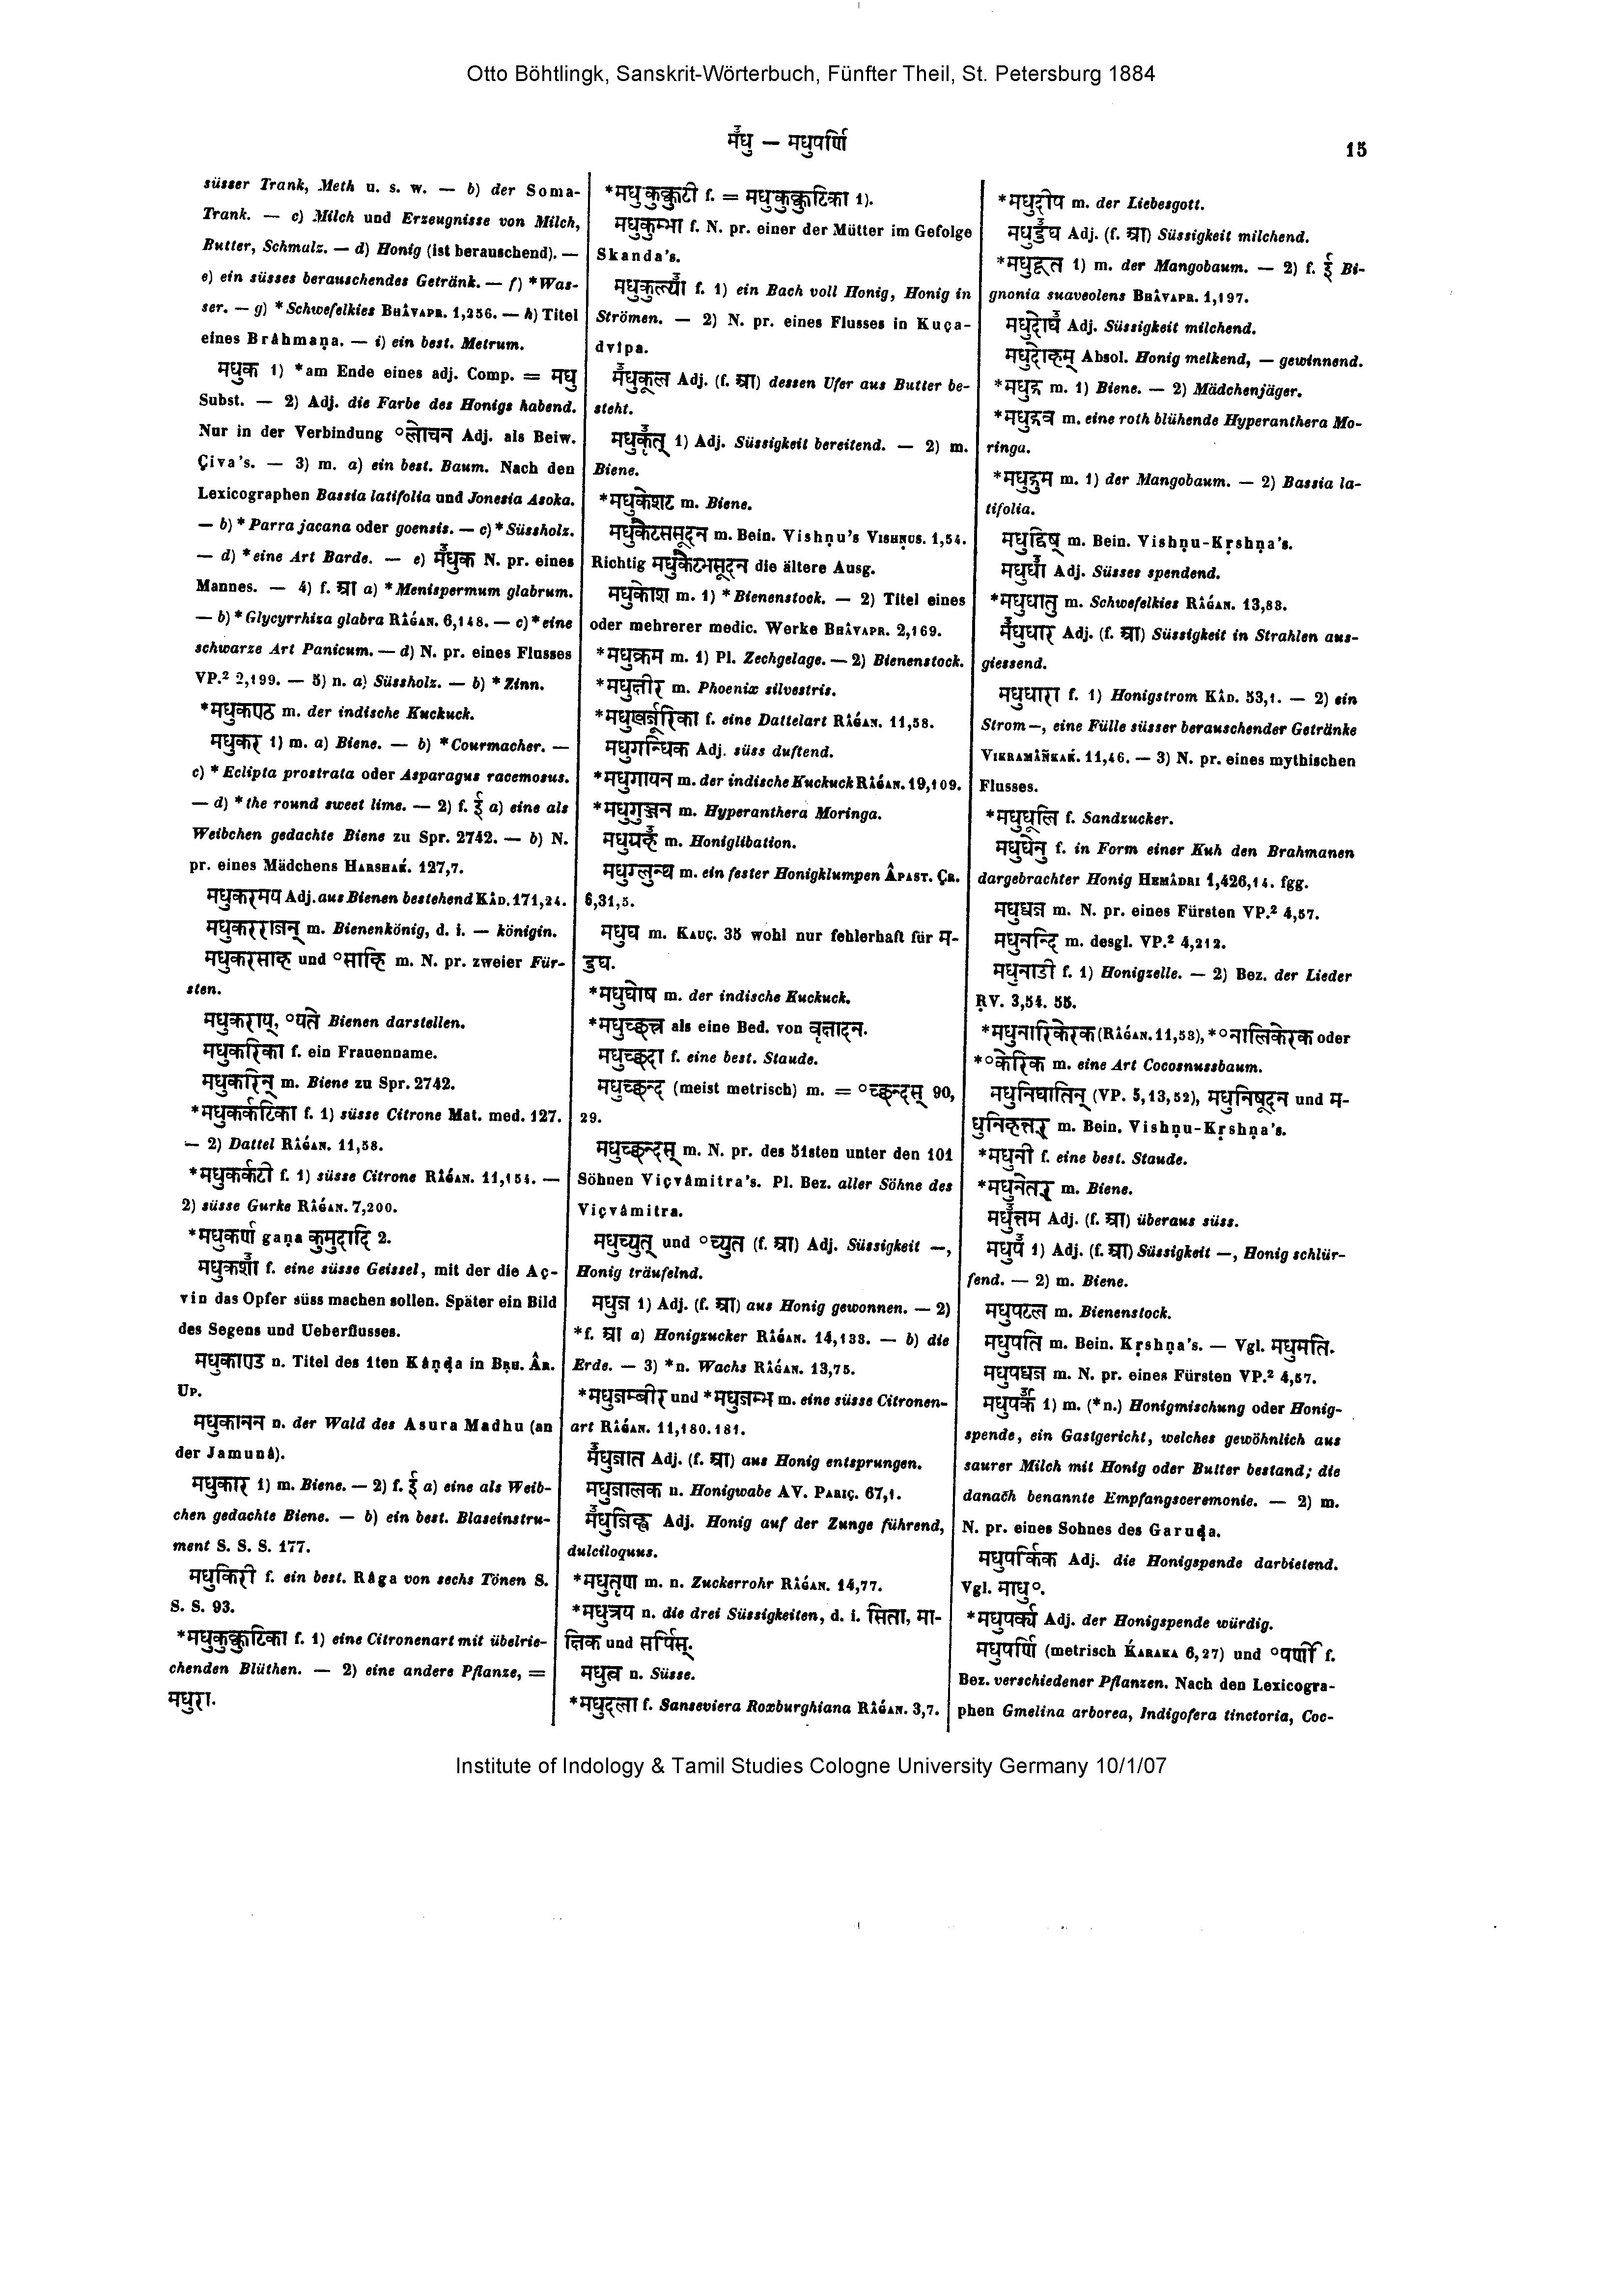 Otto Böhtlingk, Sanskrit-Wörterbuch, Fünfter Theil, St. Petersburg 1884
मँधु — मधुपर्णि
15
süsser Trank, Meth u. s. w. — b) der Soma-
Trank. — c) Milch und Erzeugnisse von Milch,
Butter, Schmalz. — d) Honig (ist berauschend). —
e) ein süsses berauschendes Getränk. — f) *Was-
ser. — g) *Schwefelkies Bhâvapr. 1,256. — h) Titel
eines Brâhmaṇa. — i) ein best. Metrum.
मधुक 1) *am Ende eines adj. Comp. = मधु
Subst. — 2) Adj. die Farbe des Honigs habend.
Nur in der Verbindung °लोचन Adj. als Beiw.
Çiva's. — 3) m. a) ein best. Baum. Nach den
Lexicographen Bassia latifolia und Jonesia Asoka.
— b) *Parra jacana oder goensis. — c) *Süssholz.
— d) *eine Art Barde. — e) मँधुक N. pr. eines
Mannes. — 4) f. आ a) *Menispermum glabrum.
— b) *Glycyrrhiza glabra Râǵan. 6,148. — c) *eine
schwarze Art Panicum. — d) N. pr. eines Flusses
VP.² 2,199. — 5) n. a) Süssholz. — b) *Zinn.
*मधुकण्ठ m. der indische Kuckuck.
मधुकर 1) m. a) Biene. — b) *Courmacher. —
c) *Eclipta prostrata oder Asparagus racemosus.
— d) *the round sweet lime. — 2) f. ई a) eine als
Weibchen gedachte Biene zu Spr. 2742. — b) N.
pr. eines Mädchens Harshaḱ. 127,7.
मधुकरमय Adj. aus Bienen bestehend Kâd. 171,24.
मधुकरराजन् m. Bienenkönig, d. i. — königin.
मधुकरसाह und °साहि m. N. pr. zweier Für-
sten.
मधुकराय्, °यते Bienen darstellen.
मधुकरिका f. ein Frauenname.
मधुकरिन् m. Biene zu Spr. 2742.
*मधुकर्कटिका f. 1) süsse Citrone Mat. med. 127.
— 2) Dattel Râǵan. 11,58.
*मधुकर्कटी f. 1) süsse Citrone Râǵan. 11,154. —
2) süsse Gurke Râǵan. 7,200.
*मधुकर्ण gaṇa कुमुदादि 2.
मधुकशाँ f. eine süsse Geissel, mit der die Aç-
vin das Opfer süss machen sollen. Später ein Bild
des Segens und Ueberflusses.
मधुकाण्ड n. Titel des 1ten Kâṇḍa in Bṛh. Âr.
Up.
मधुकानन n. der Wald des Asura Madhu (an
der Jamunâ).
मधुकार 1) m. Biene. — 2) f. ई a) eine als Weib-
chen gedachte Biene. — b) ein best. Blaseinstru-
ment S. S. S. 177.
मधुकिरी f. ein best. Râga von sechs Tönen S.
S. S. 93.
*मधुकुक्कुटिका f. 1) eine Citronenart mit übelrie-
chenden Blüthen. — 2) eine andere Pflanze, =
मधुरा.
*मधुकुक्कुटी f. = मधुकुक्कुटिका 1).
मधुकुम्भा f. N. pr. einer der Mütter im Gefolge
Skanda's.
मधुकुल्याँ f. 1) ein Bach voll Honig, Honig in
Strömen. — 2) N. pr. eines Flusses in Kuça-
dvîpa.
मँधुकूल Adj. (f. आ) dessen Ufer aus Butter be-
steht.
मधुकृँत् 1) Adj. Süssigkeit bereitend. — 2) m.
Biene.
*मधुकेशट m. Biene.
मधुकैटससूदन m. Bein. Vishṇu's Vishṇus. 1,54.
Richtig मधुकैटभसूदन die ältere Ausg.
मधुकोश m. 1) *Bienenstock. — 2) Titel eines
oder mehrerer medic. Werke Bhâvapr. 2,169.
*मधुक्रम m. 1) Pl. Zechgelage. — 2) Bienenstock.
*मधुक्षीर m. Phoenix silvestris.
*मधुखर्जूरिका f. eine Dattelart Râǵan. 11,58.
मधुगन्धिक Adj. süss duftend.
*मधुगायन m. der indische Kuckuck Râǵan. 19,109.
*मधुगुञ्जन m. Hyperanthera Moringa.
मधुग्रहँ m. Honiglibation.
मधुग्लुन्थ m. ein fester Honigklumpen Âpast. Çr.
6,31,5.
मधुघ m. Kauç. 35 wohl nur fehlerhaft für म-
डुघ.
*मधुघोष m. der indische Kuckuck.
*मधुच्छत्त्र als eine Bed. von वृक्षादन.
मधुच्छदा f. eine best. Staude.
मधुच्छन्द (meist metrisch) m. = °च्छन्दस् 90,
29.
मधुच्छन्दस् m. N. pr. des 51sten unter den 101
Söhnen Viçvâmitra's. Pl. Bez. aller Söhne des
Viçvâmitra.
मधुच्युत् und °च्युत (f. आ) Adj. Süssigkeit —,
Honig träufelnd.
मधुज 1) Adj. (f. आ) aus Honig gewonnen. — 2)
*f. आ a) Honigzucker Râǵan. 14,138. — b) die
Erde. — 3) *n. Wachs Râǵan. 13,75.
*मधुजम्बीर und *मधुजम्भ m. eine süsse Citronen-
art Râǵan. 11,180.181.
मँधुजात Adj. (f. आ) aus Honig entsprungen.
मधुजालक n. Honigwabe AV. Pariç. 67,1.
मँधुजिह्व Adj. Honig auf der Zunge führend,
dulciloquus.
*मधुतृण m. n. Zuckerrohr Râǵan. 14,77.
*मधुत्रय n. die drei Süssigkeiten, d. i. सिता, मा-
क्षिक und सर्पिस्.
मधुत्व n. Süsse.
*मधुदला f. Sanseviera Roxburghiana Râǵan. 3,7.
*मधुदीप m. der Liebesgott.
मधुदुँघ Adj. (f. आ) Süssigkeit milchend.
*मधुदूत 1) m. der Mangobaum. — 2) f. ई Bi-
gnonia suaveolens Bhâvapr. 1,197.
मधुदोघँ Adj. Süssigkeit milchend.
मधुदोहम् Absol. Honig melkend, — gewinnend.
*मधुद्र m. 1) Biene. — 2) Mädchenjäger.
*मधुद्रव m. eine roth blühende Hyperanthera Mo-
ringa.
*मधुद्रुम m. 1) der Mangobaum. — 2) Bassia la-
tifolia.
मधुद्विष् m. Bein. Vishṇu-Kṛshṇa's.
मधुधाँ Adj. Süsses spendend.
*मधुधातु m. Schwefelkies Râǵan. 13,83.
मँधुधार Adj. (f. आ) Süssigkeit in Strahlen aus-
giessend.
मधुधारा f. 1) Honigstrom Kâd. 53,1. — 2) ein
Strom —, eine Fülle süsser berauschender Getränke
Vikramâṅkaḱ. 11,46. — 3) N. pr. eines mythischen
Flusses.
*मधुधूलि f. Sandzucker.
मधुधेनु f. in Form einer Kuh den Brahmanen
dargebrachter Honig Hemâdri 1,426,14. fgg.
मधुध्वज m. N. pr. eines Fürsten VP.² 4,57.
मधुनन्दि m. desgl. VP.² 4,212.
मधुनाडी f. 1) Honigzelle. — 2) Bez. der Lieder
ṚV. 3,54. 55.
*मधुनारिकेरक (Râǵan. 11,53), *°नालिकेरक oder
*°केरिक m. eine Art Cocosnussbaum.
मधुनिघातिन् (VP. 5,13,52), मधुनिषूदन und म-
धुनिहन्तर् m. Bein. Vishṇu-Kṛshṇa's.
*मधुनी f. eine best. Staude.
*मधुनेतर् m. Biene.
मधुँत्तम Adj. (f. आ) überaus süss.
मधुपँ 1) Adj. (f. आ) Süssigkeit —, Honig schlür-
fend. — 2) m. Biene.
मधुपटल m. Bienenstock.
मधुपति m. Bein. Kṛshṇa's. — Vgl. मधुमति.
मधुपध्वज m. N. pr. eines Fürsten VP.² 4,57.
मधुपर्कँ 1) m. (*n.) Honigmischung oder Honig-
spende, ein Gastgericht, welches gewöhnlich aus
saurer Milch mit Honig oder Butter bestand; die
danach benannte Empfangsceremonie. — 2) m.
N. pr. eines Sohnes des Garuḍa.
मधुपर्किक Adj. die Honigspende darbietend.
Vgl. माधु°.
*मधुपर्क्य Adj. der Honigspende würdig.
मधुपर्णि (metrisch Ḱaraka 6,27) und °पर्णी f.
Bez. verschiedener Pflanzen. Nach den Lexicogra-
phen Gmelina arborea, Indigofera tinctoria, Coc-
Institute of Indology & Tamil Studies Cologne University Germany 10/1/07